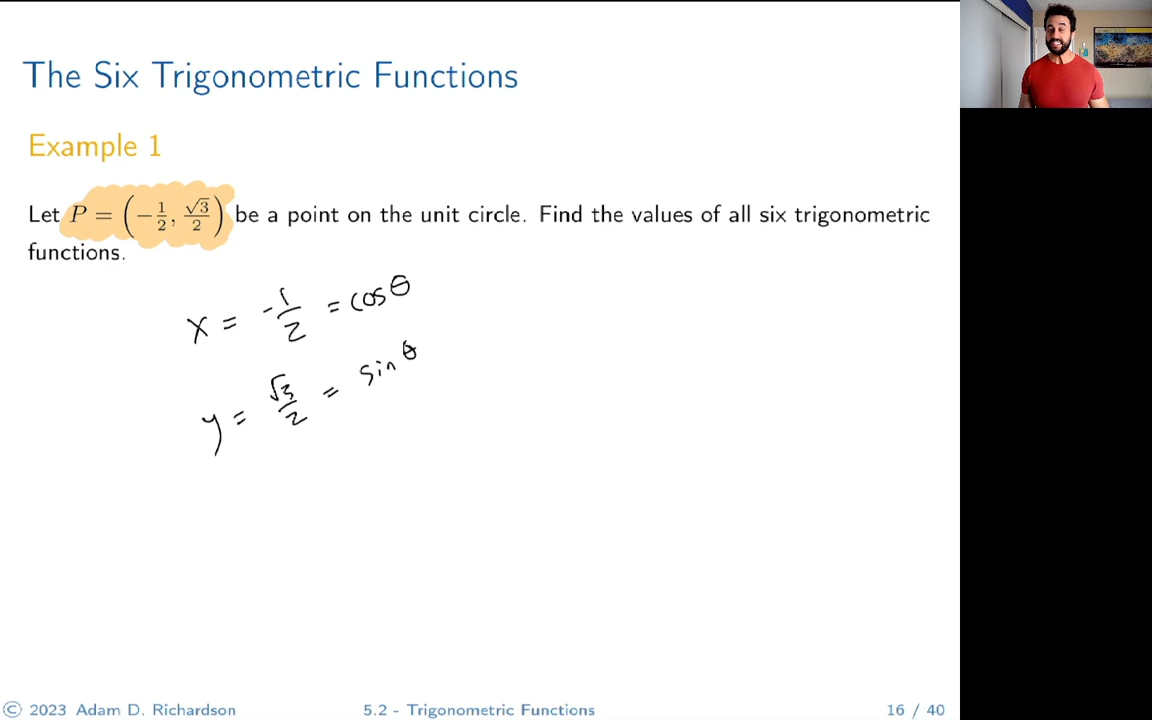 The Six Trigonometric Functions
Example 1
Let P = (−1/2, √3/2) be a point on the unit circle. Find the values of all six trigonometric
functions.
x = -1/2 = cosθ
y = √3/2 = sinθ
© 2023 Adam D. Richardson 5.2 - Trigonometric Functions 16 / 40